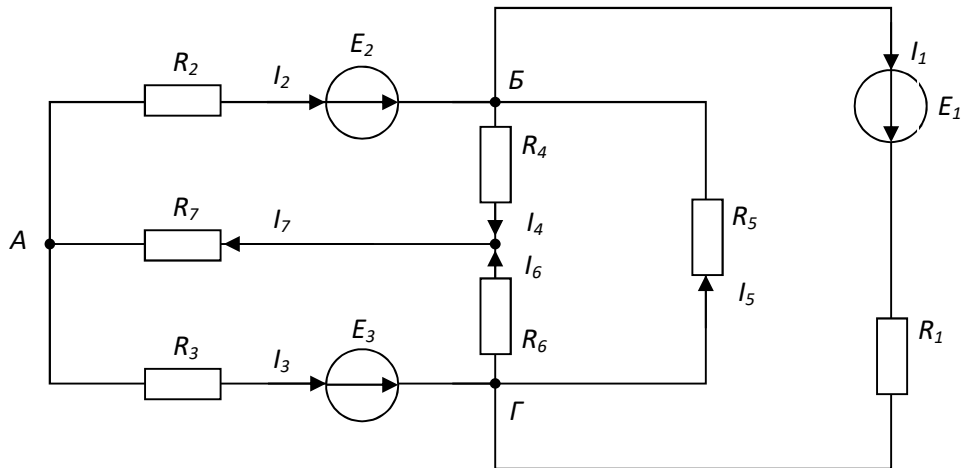 E₂
Б
I₁
R₂
I₂
E₁
R₄
R₇
I₇
I₄
R₅
А
I₆
I₅
R₃
I₃
E₃
R₆
R₁
Г